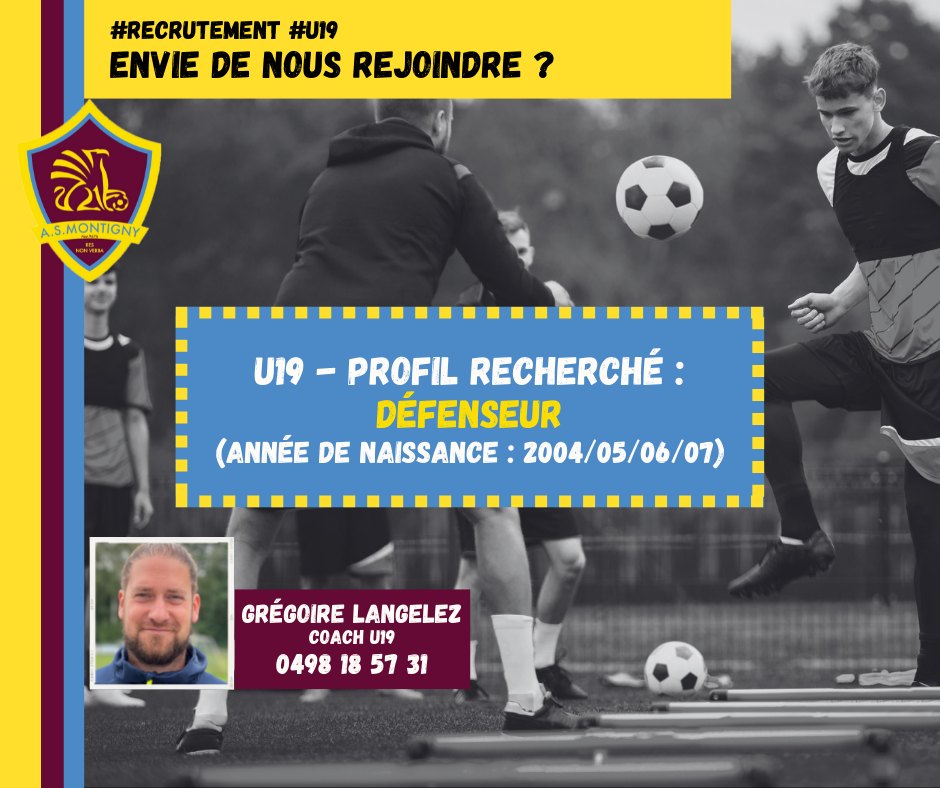 #RECRUTEMENT #U19
ENVIE DE NOUS REJOINDRE ?
A.S.MONTIGNY
RES
NON VERBA
U19 – PROFIL RECHERCHÉ :
DÉFENSEUR
(ANNÉE DE NAISSANCE : 2004/05/06/07)
GRÉGOIRE LANGELEZ
COACH U19
0498 18 57 31